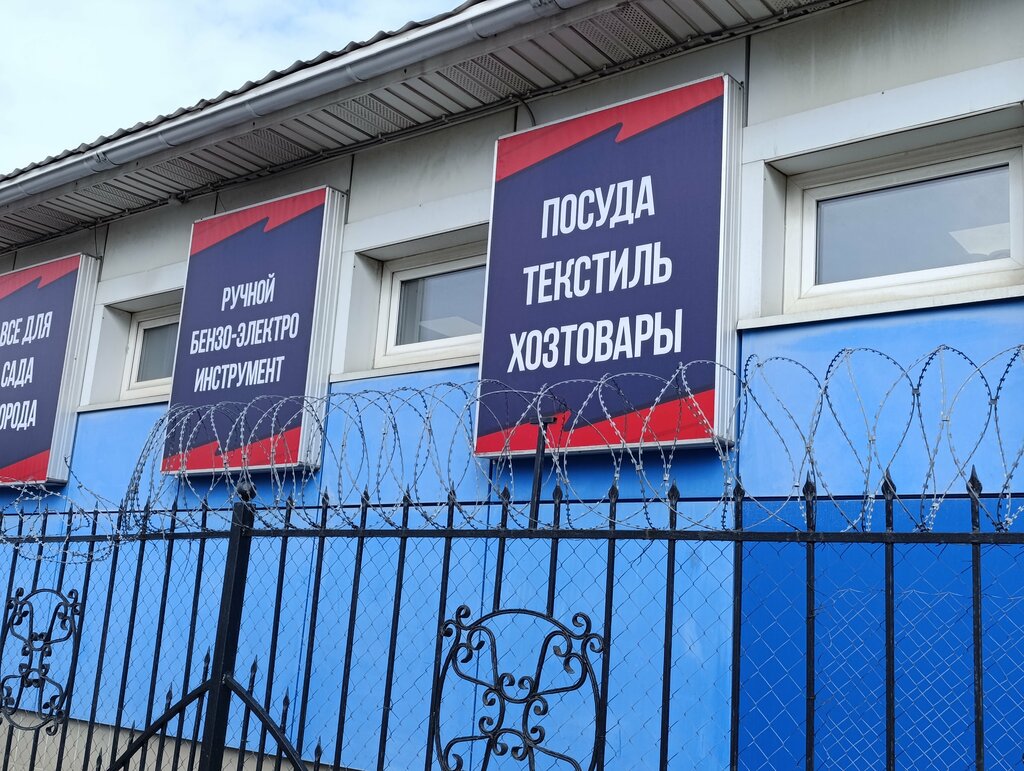 ВСЕ ДЛЯ
САДА
ОРОДА
РУЧНОЙ
БЕНЗО-ЭЛЕКТРО
ИНСТРУМЕНТ
ПОСУДА
ТЕКСТИЛЬ
ХОЗТОВАРЫ